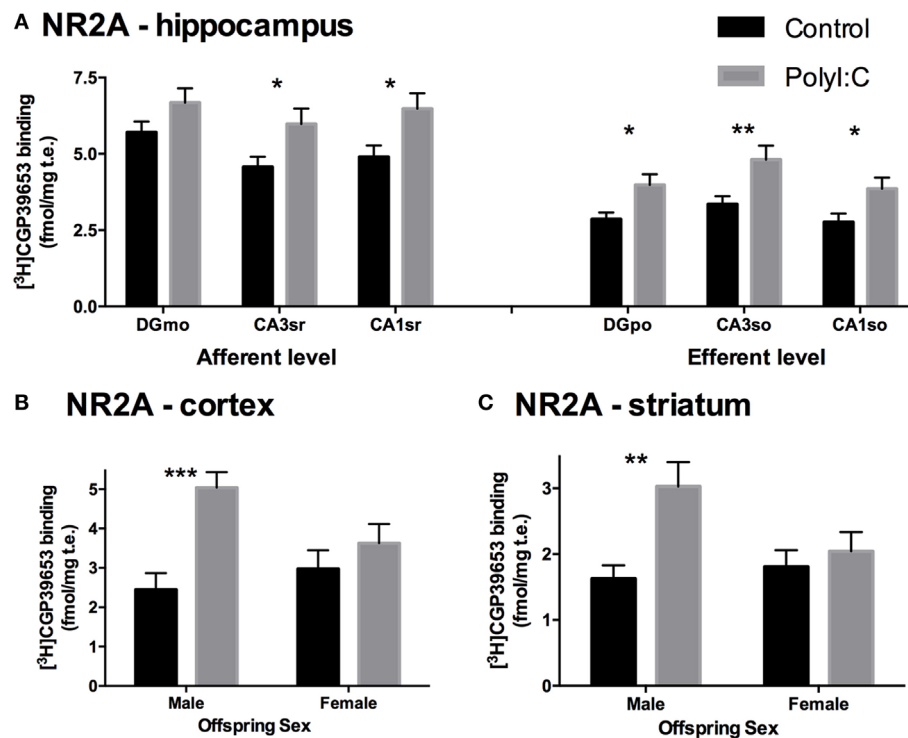 A NR2A - hippocampus
Control
PolyI:C
[³H]CGP39653 binding
(fmol/mg t.e.)
7.5
5.0
2.5
0.0
*
*
*
**
*
DGmo
CA3sr
CA1sr
DGpo
CA3so
CA1so
Afferent level
Efferent level
B NR2A - cortex
[³H]CGP39653 binding
(fmol/mg t.e.)
5
4
3
2
1
0
***
Male
Female
Offspring Sex
C NR2A - striatum
[³H]CGP39653 binding
(fmol/mg t.e.)
3
2
1
0
**
Male
Female
Offspring Sex